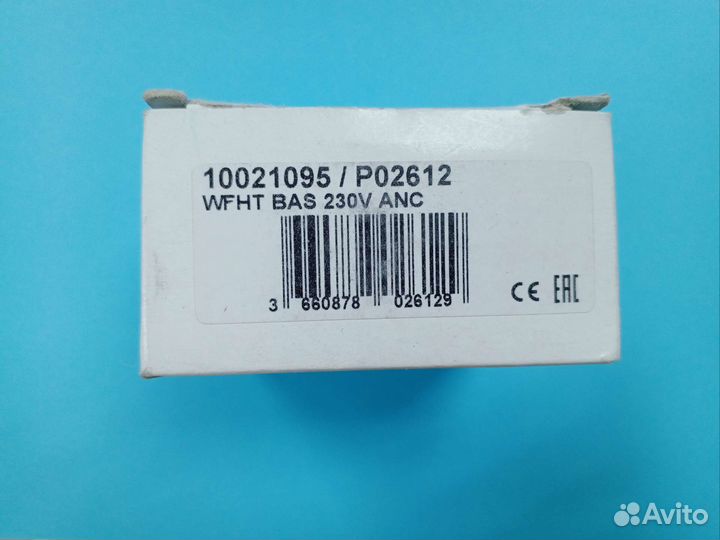 10021095 / P02612
WFHT BAS 230V ANC
3 660878 026129
CE EAC
Avito